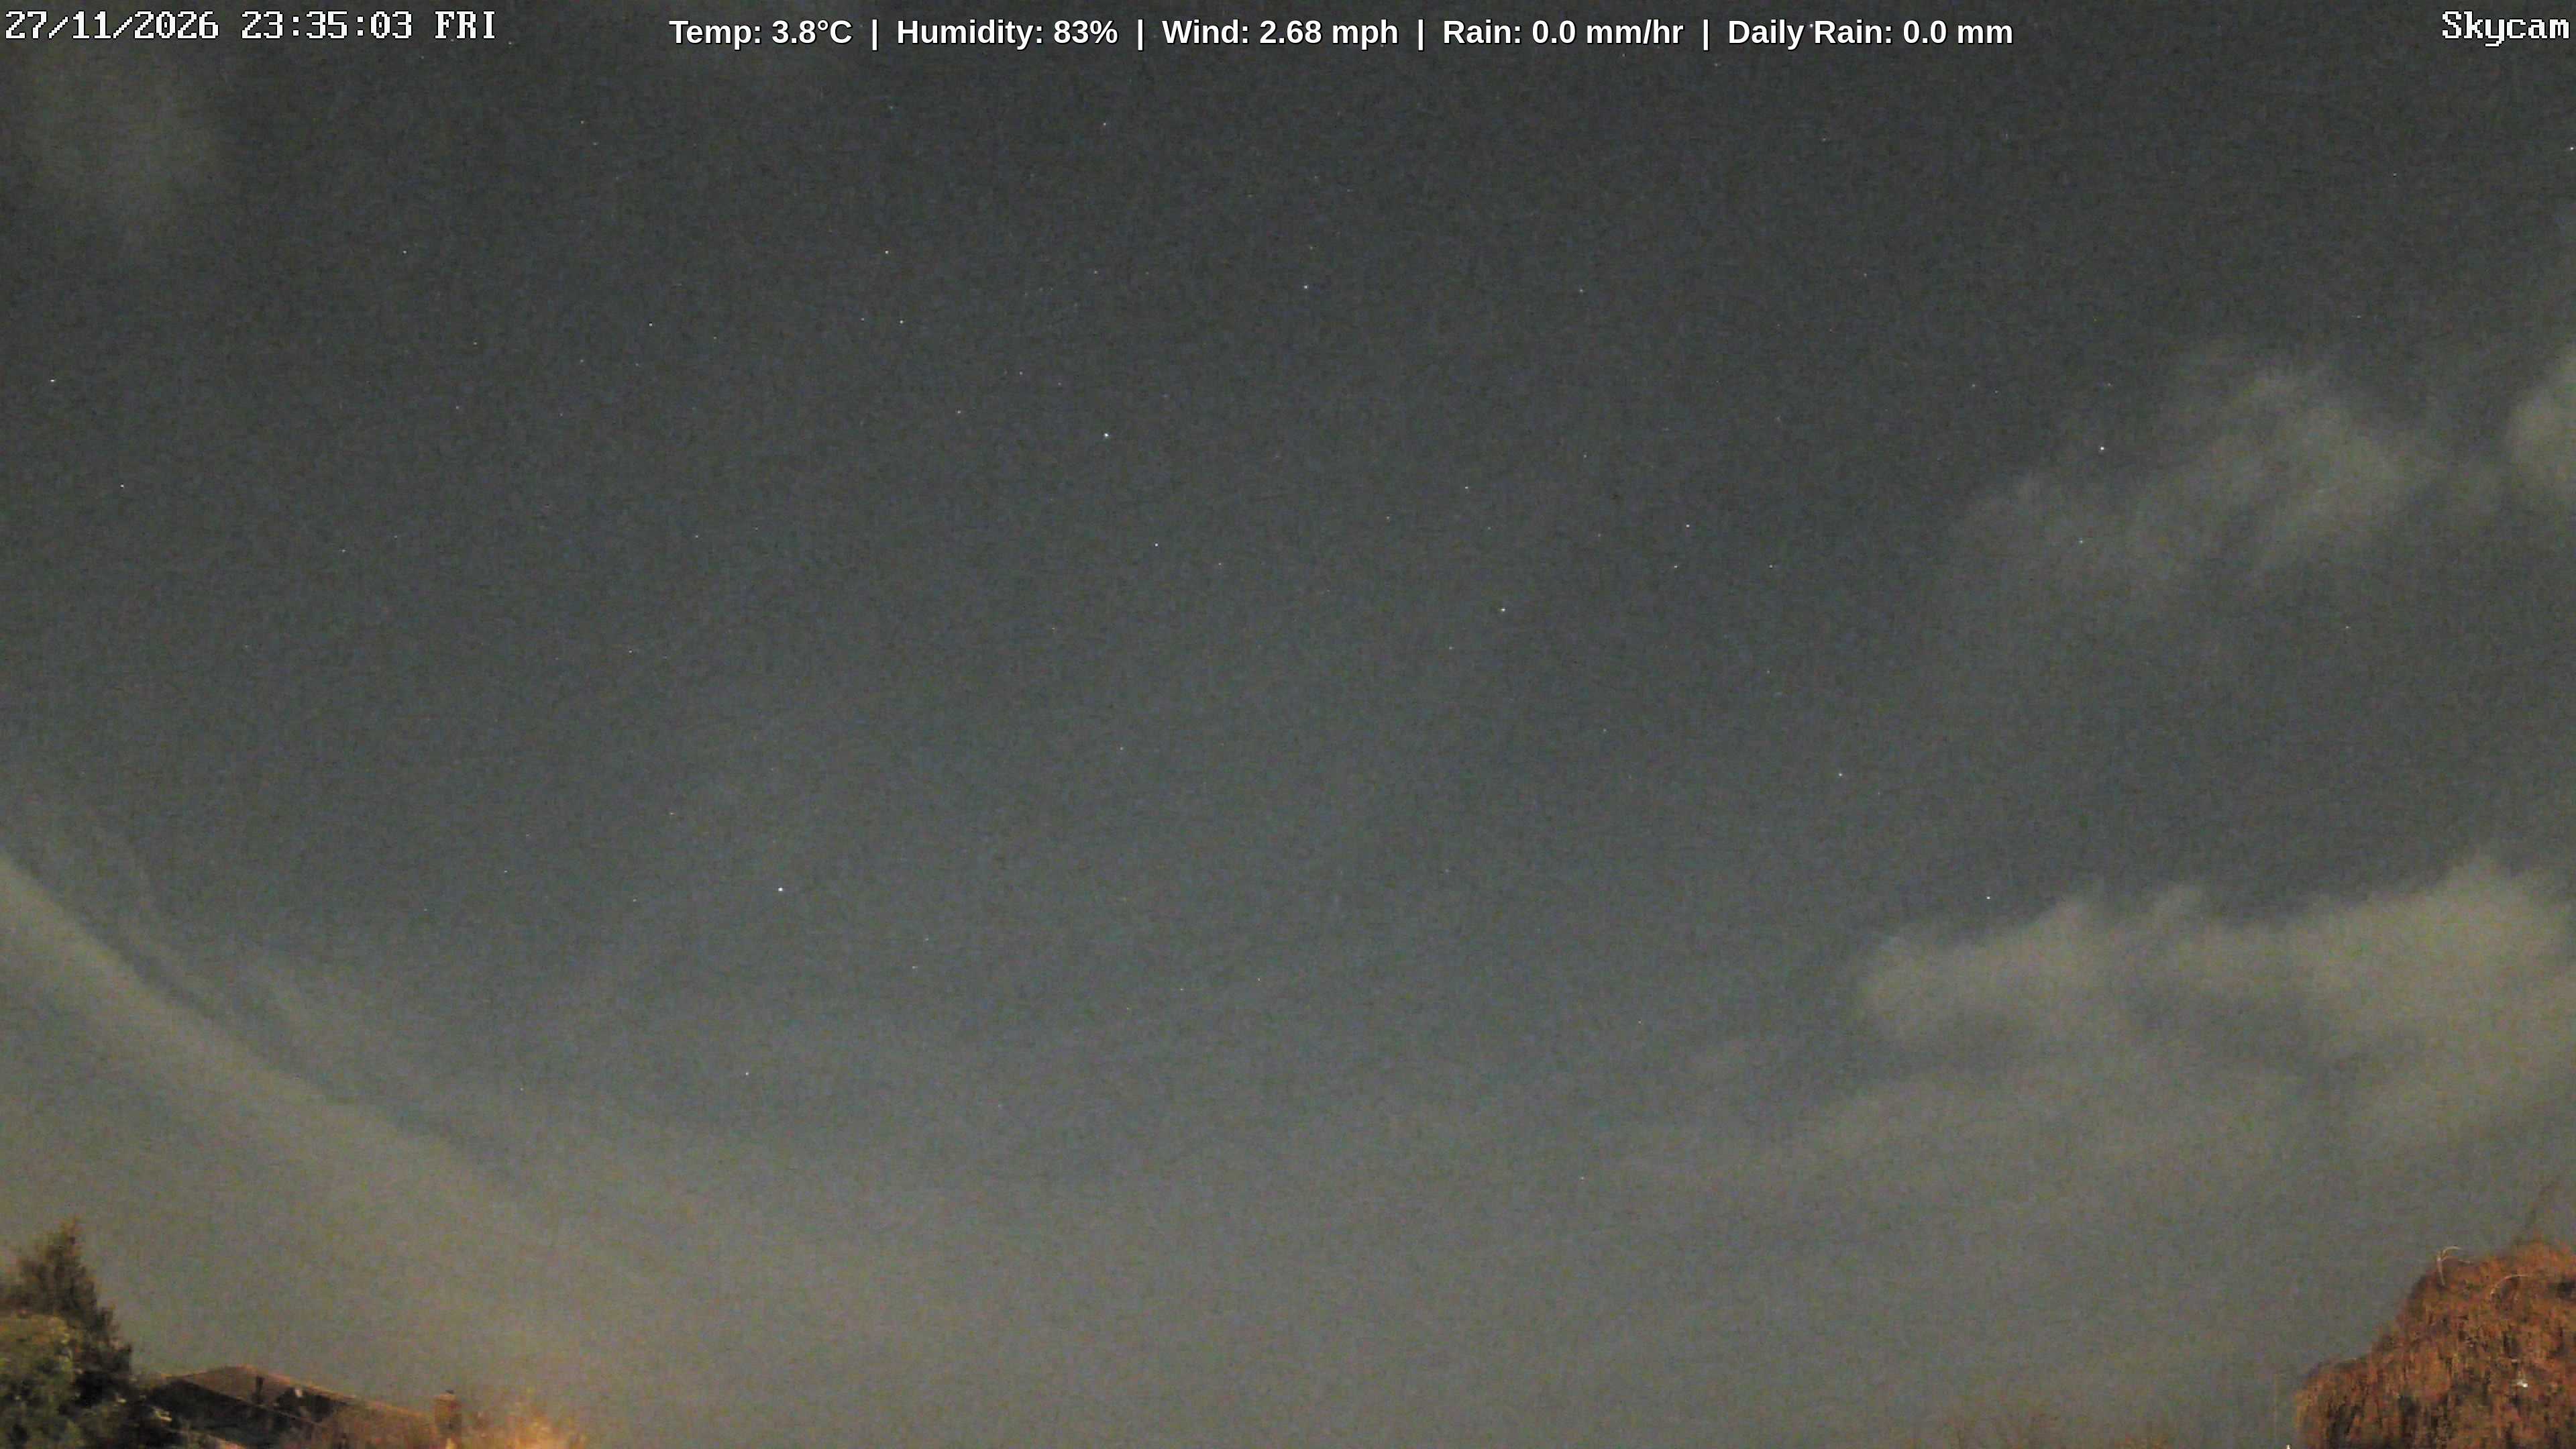 27/11/2026 23:35:03 FRI
Temp: 3.8°C | Humidity: 83% | Wind: 2.68 mph | Rain: 0.0 mm/hr | Daily Rain: 0.0 mm
Skycam